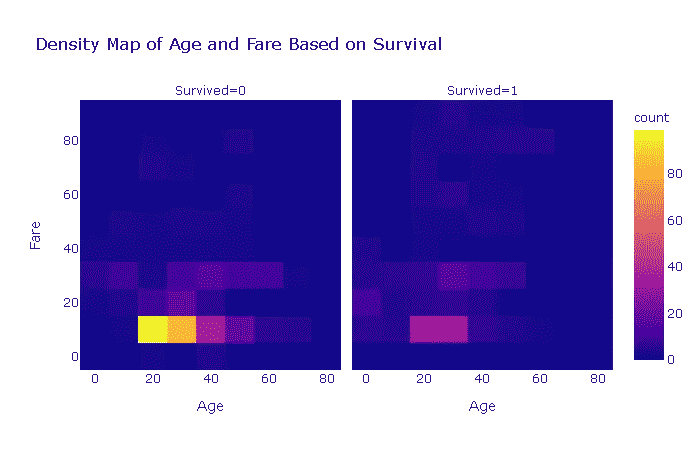 Density Map of Age and Fare Based on Survival
Survived=0 Survived=1
count
80
60
40
20
0
Fare
0 20 40 60 80
0 20 40 60 80
Age Age
80
60
40
20
0